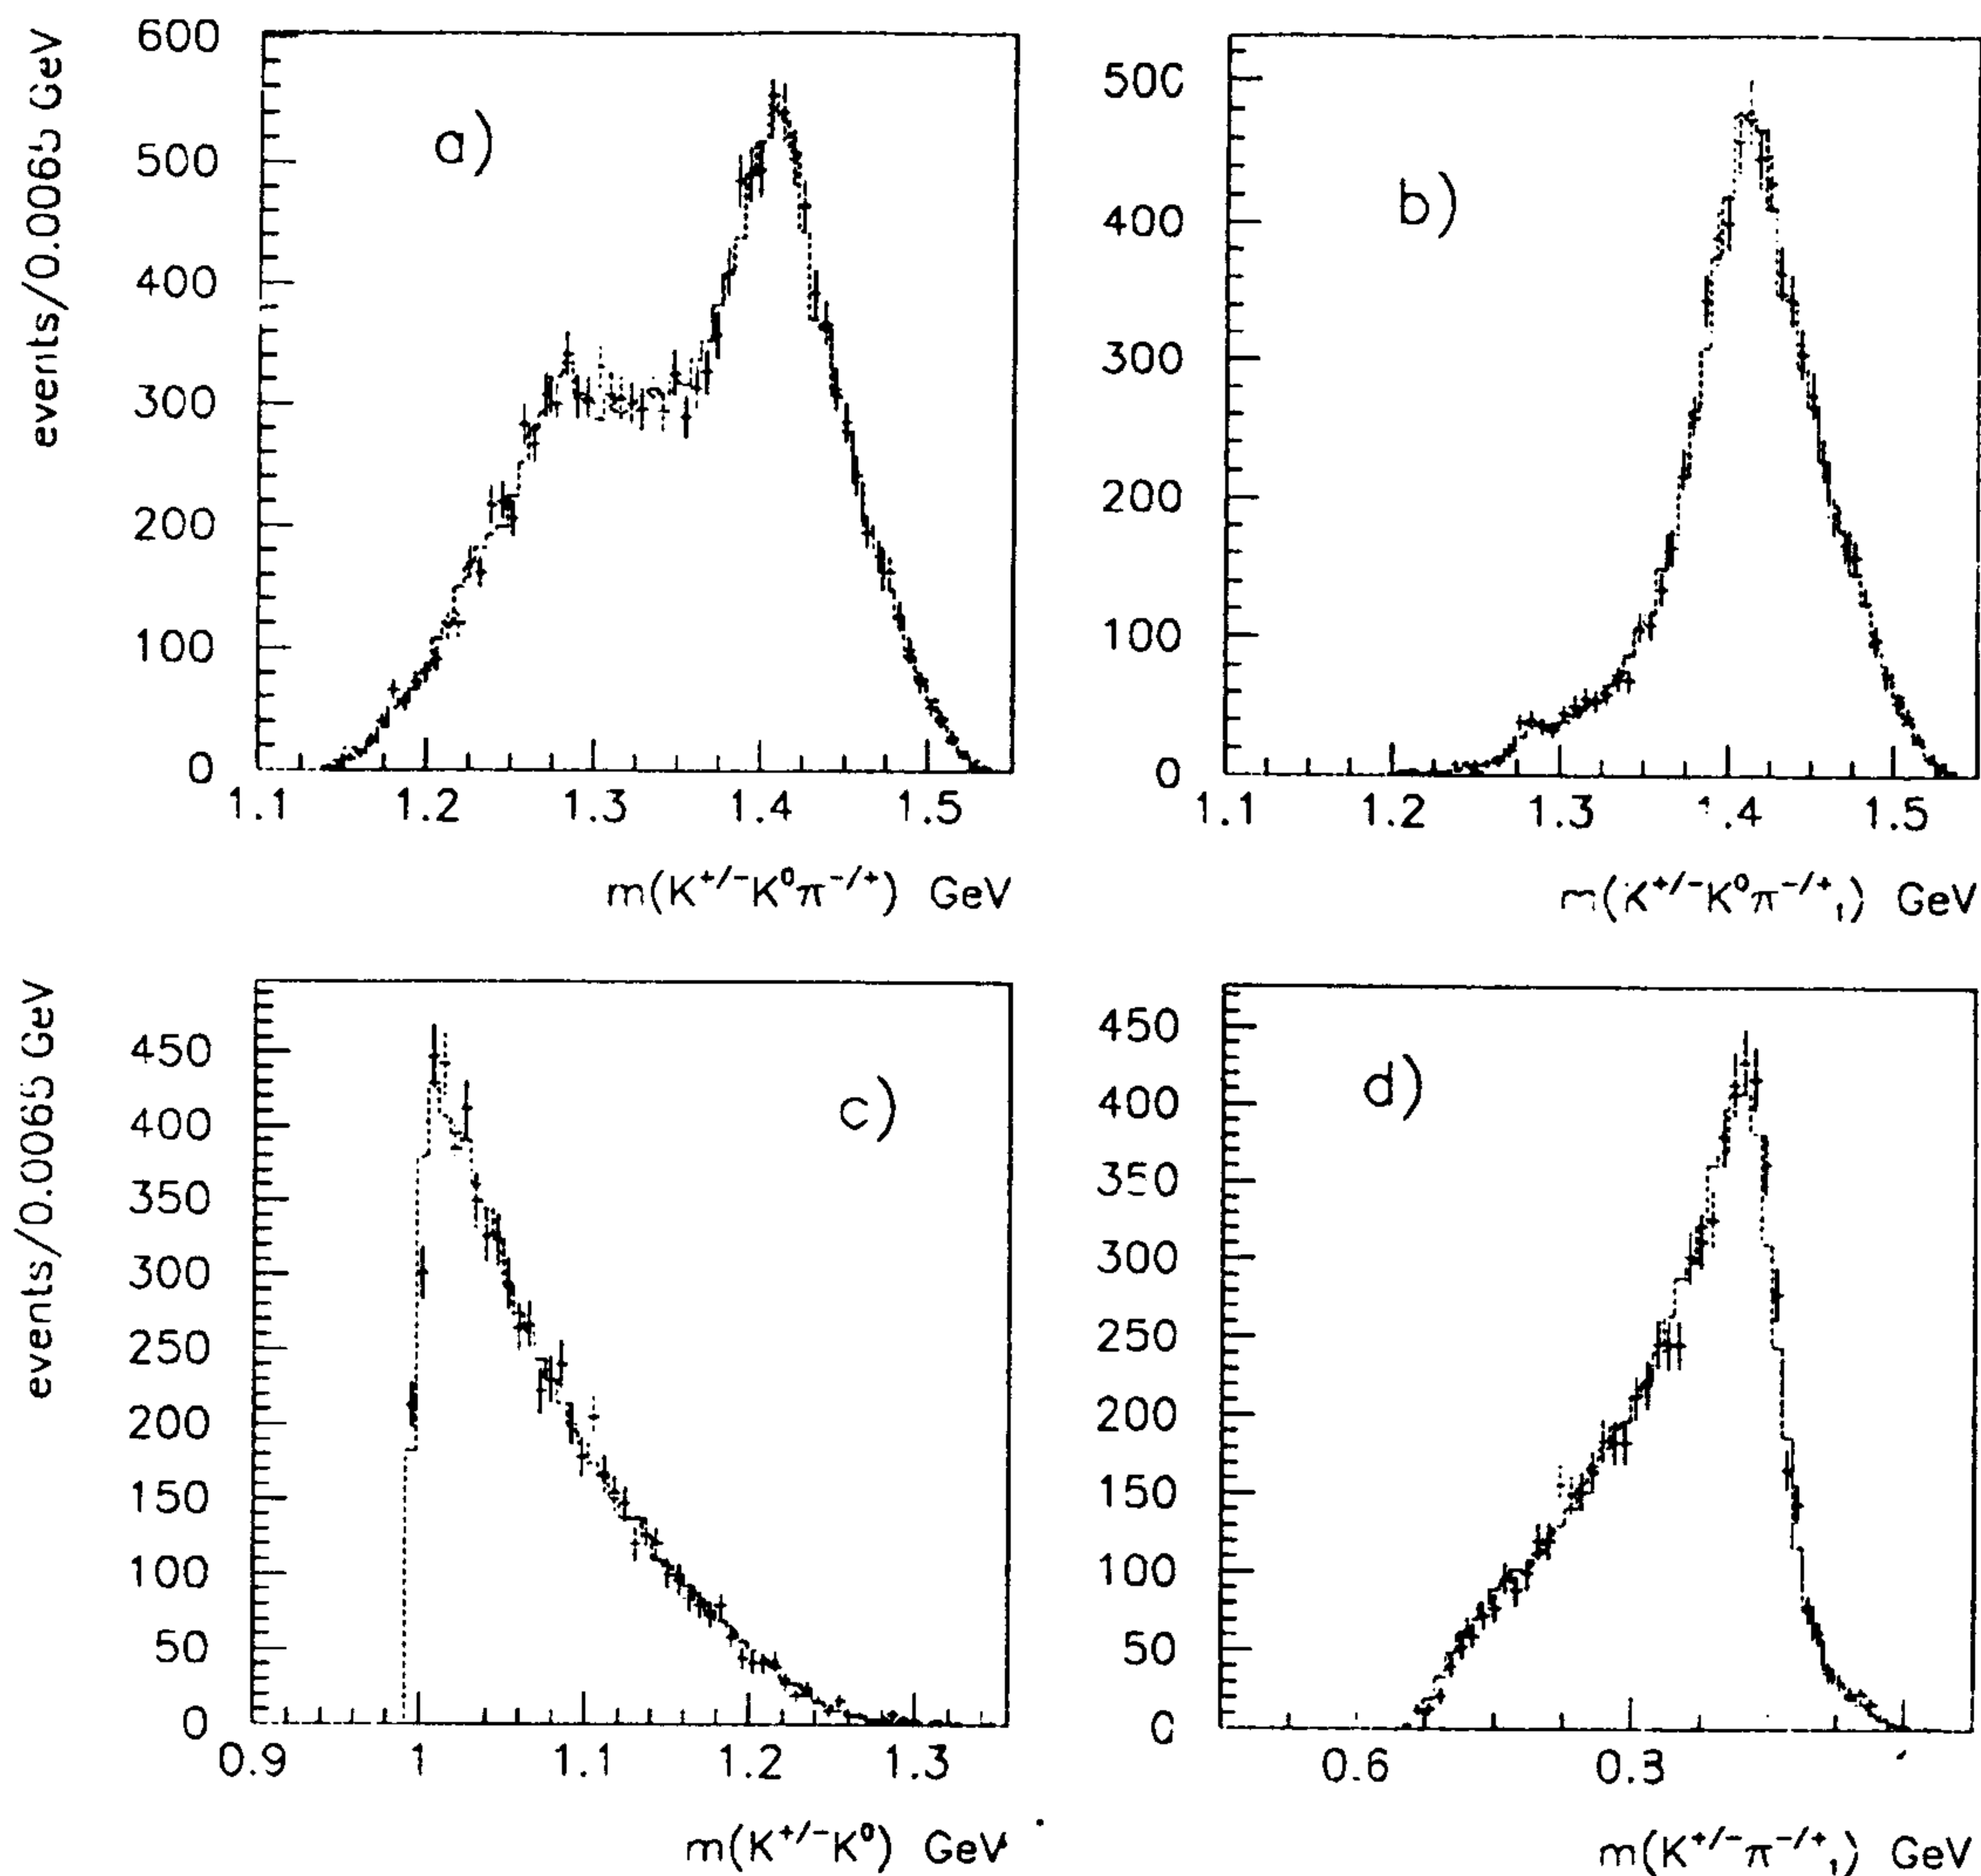 events/0.0065 GeV
600
500
400
300
200
100
0
a)
1.1 1.2 1.3 1.4 1.5
m(K⁺/⁻K⁰π⁻/⁺) GeV
400
300
200
100
0
b)
1.1 1.2 1.3 1.5
m(K⁺/⁻K⁰π⁻/⁺₁) GeV
events/0.0065 GeV
450
400
350
300
250
200
150
100
50
0
c)
0.9 1 1.1 1.2 1.3
m(K⁺/⁻K⁰) GeV
450
400
350
300
250
200
150
100
50
0
d)
0.6
m(K⁺/⁻π⁻/⁺₁) GeV